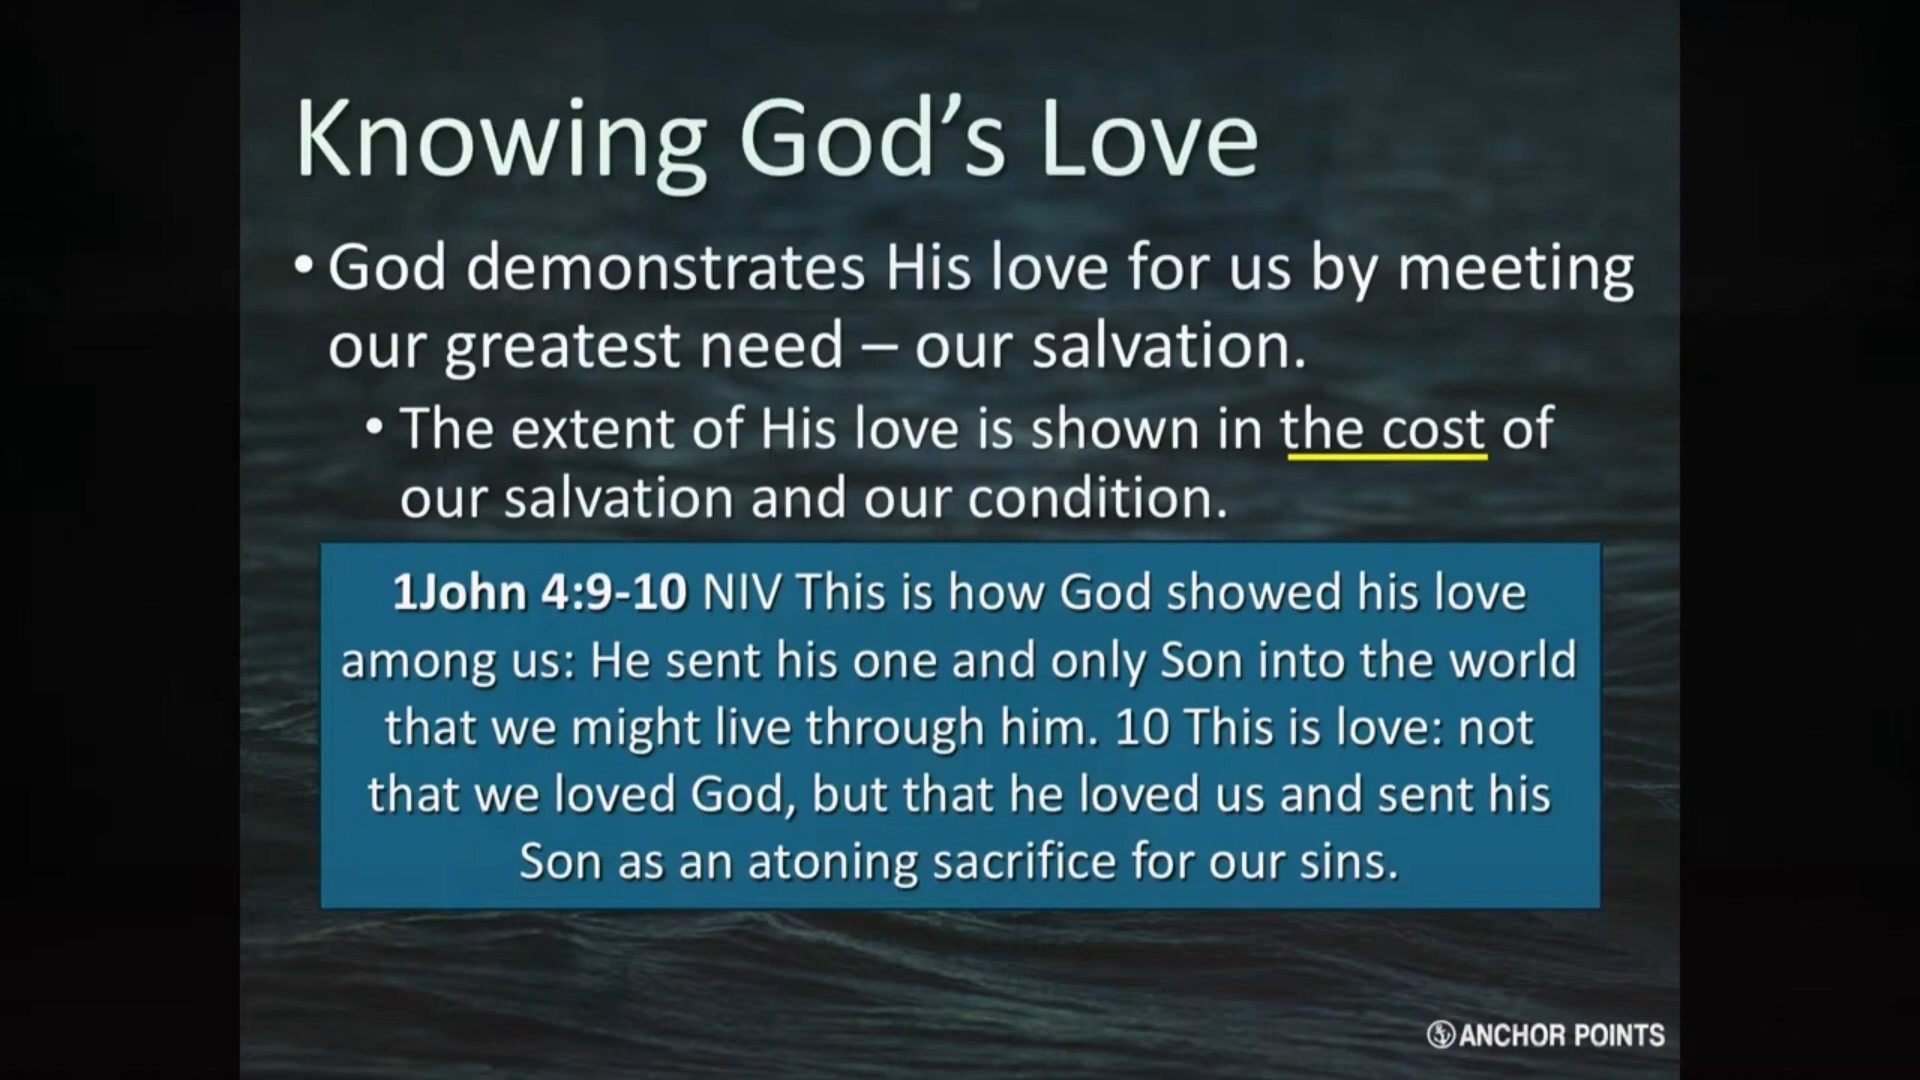 Knowing God’s Love
• God demonstrates His love for us by meeting
our greatest need – our salvation.
• The extent of His love is shown in the cost of
our salvation and our condition.
1John 4:9-10 NIV This is how God showed his love
among us: He sent his one and only Son into the world
that we might live through him. 10 This is love: not
that we loved God, but that he loved us and sent his
Son as an atoning sacrifice for our sins.
ANCHOR POINTS